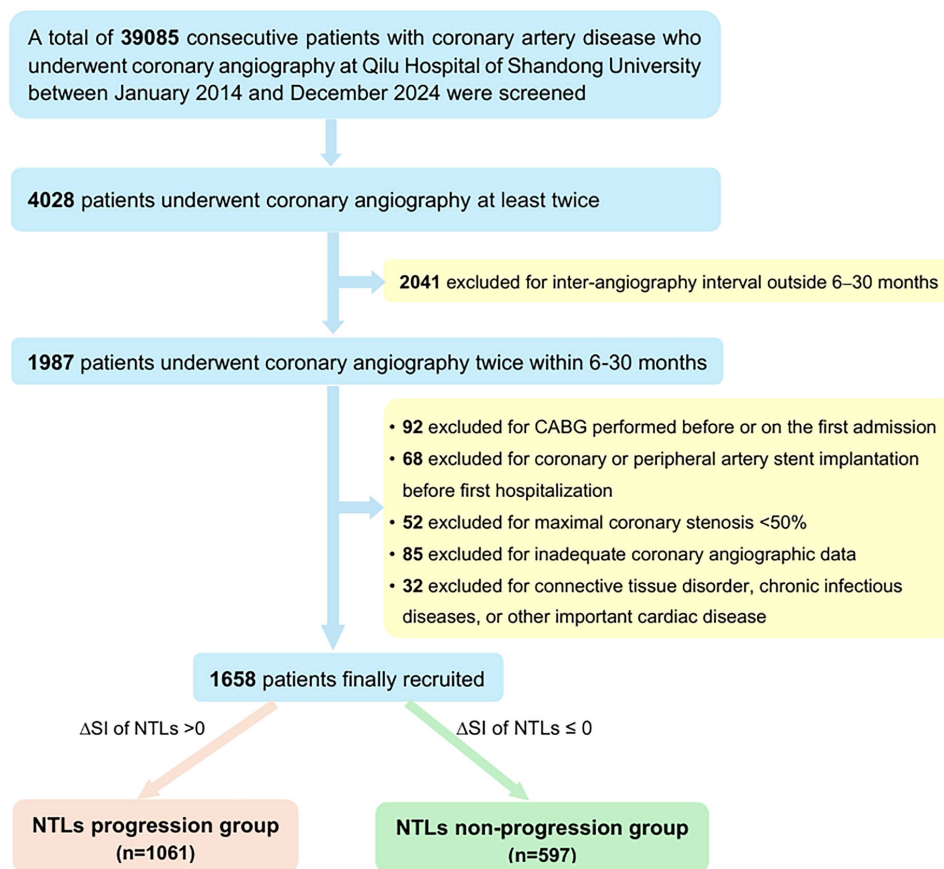 A total of 39085 consecutive patients with coronary artery disease who
underwent coronary angiography at Qilu Hospital of Shandong University
between January 2014 and December 2024 were screened
4028 patients underwent coronary angiography at least twice
2041 excluded for inter-angiography interval outside 6–30 months
1987 patients underwent coronary angiography twice within 6-30 months
• 92 excluded for CABG performed before or on the first admission
• 68 excluded for coronary or peripheral artery stent implantation
before first hospitalization
• 52 excluded for maximal coronary stenosis <50%
• 85 excluded for inadequate coronary angiographic data
• 32 excluded for connective tissue disorder, chronic infectious
diseases, or other important cardiac disease
1658 patients finally recruited
ΔSI of NTLs >0
ΔSI of NTLs ≤ 0
NTLs progression group
(n=1061)
NTLs non-progression group
(n=597)